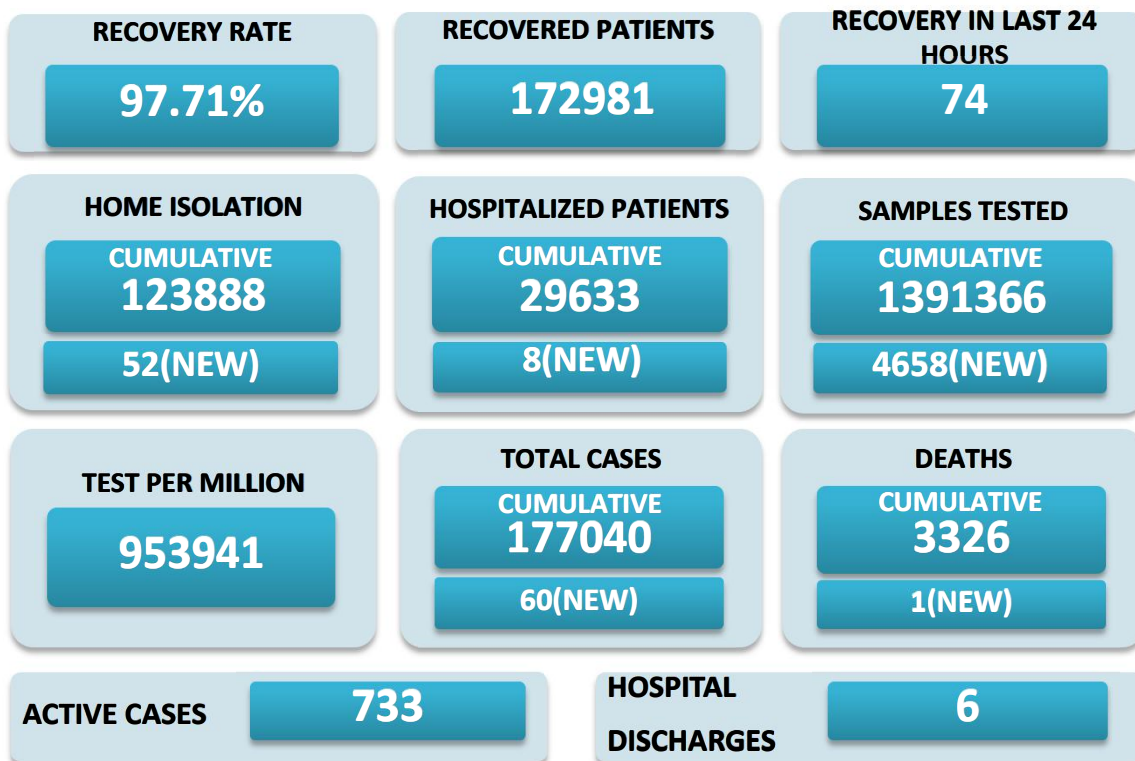 RECOVERY RATE
97.71%
RECOVERED PATIENTS
172981
RECOVERY IN LAST 24
HOURS
74
HOME ISOLATION
CUMULATIVE
123888
52(NEW)
HOSPITALIZED PATIENTS
CUMULATIVE
29633
8(NEW)
SAMPLES TESTED
CUMULATIVE
1391366
4658(NEW)
TEST PER MILLION
953941
TOTAL CASES
CUMULATIVE
177040
60(NEW)
DEATHS
CUMULATIVE
3326
1(NEW)
ACTIVE CASES
733
HOSPITAL
DISCHARGES
6